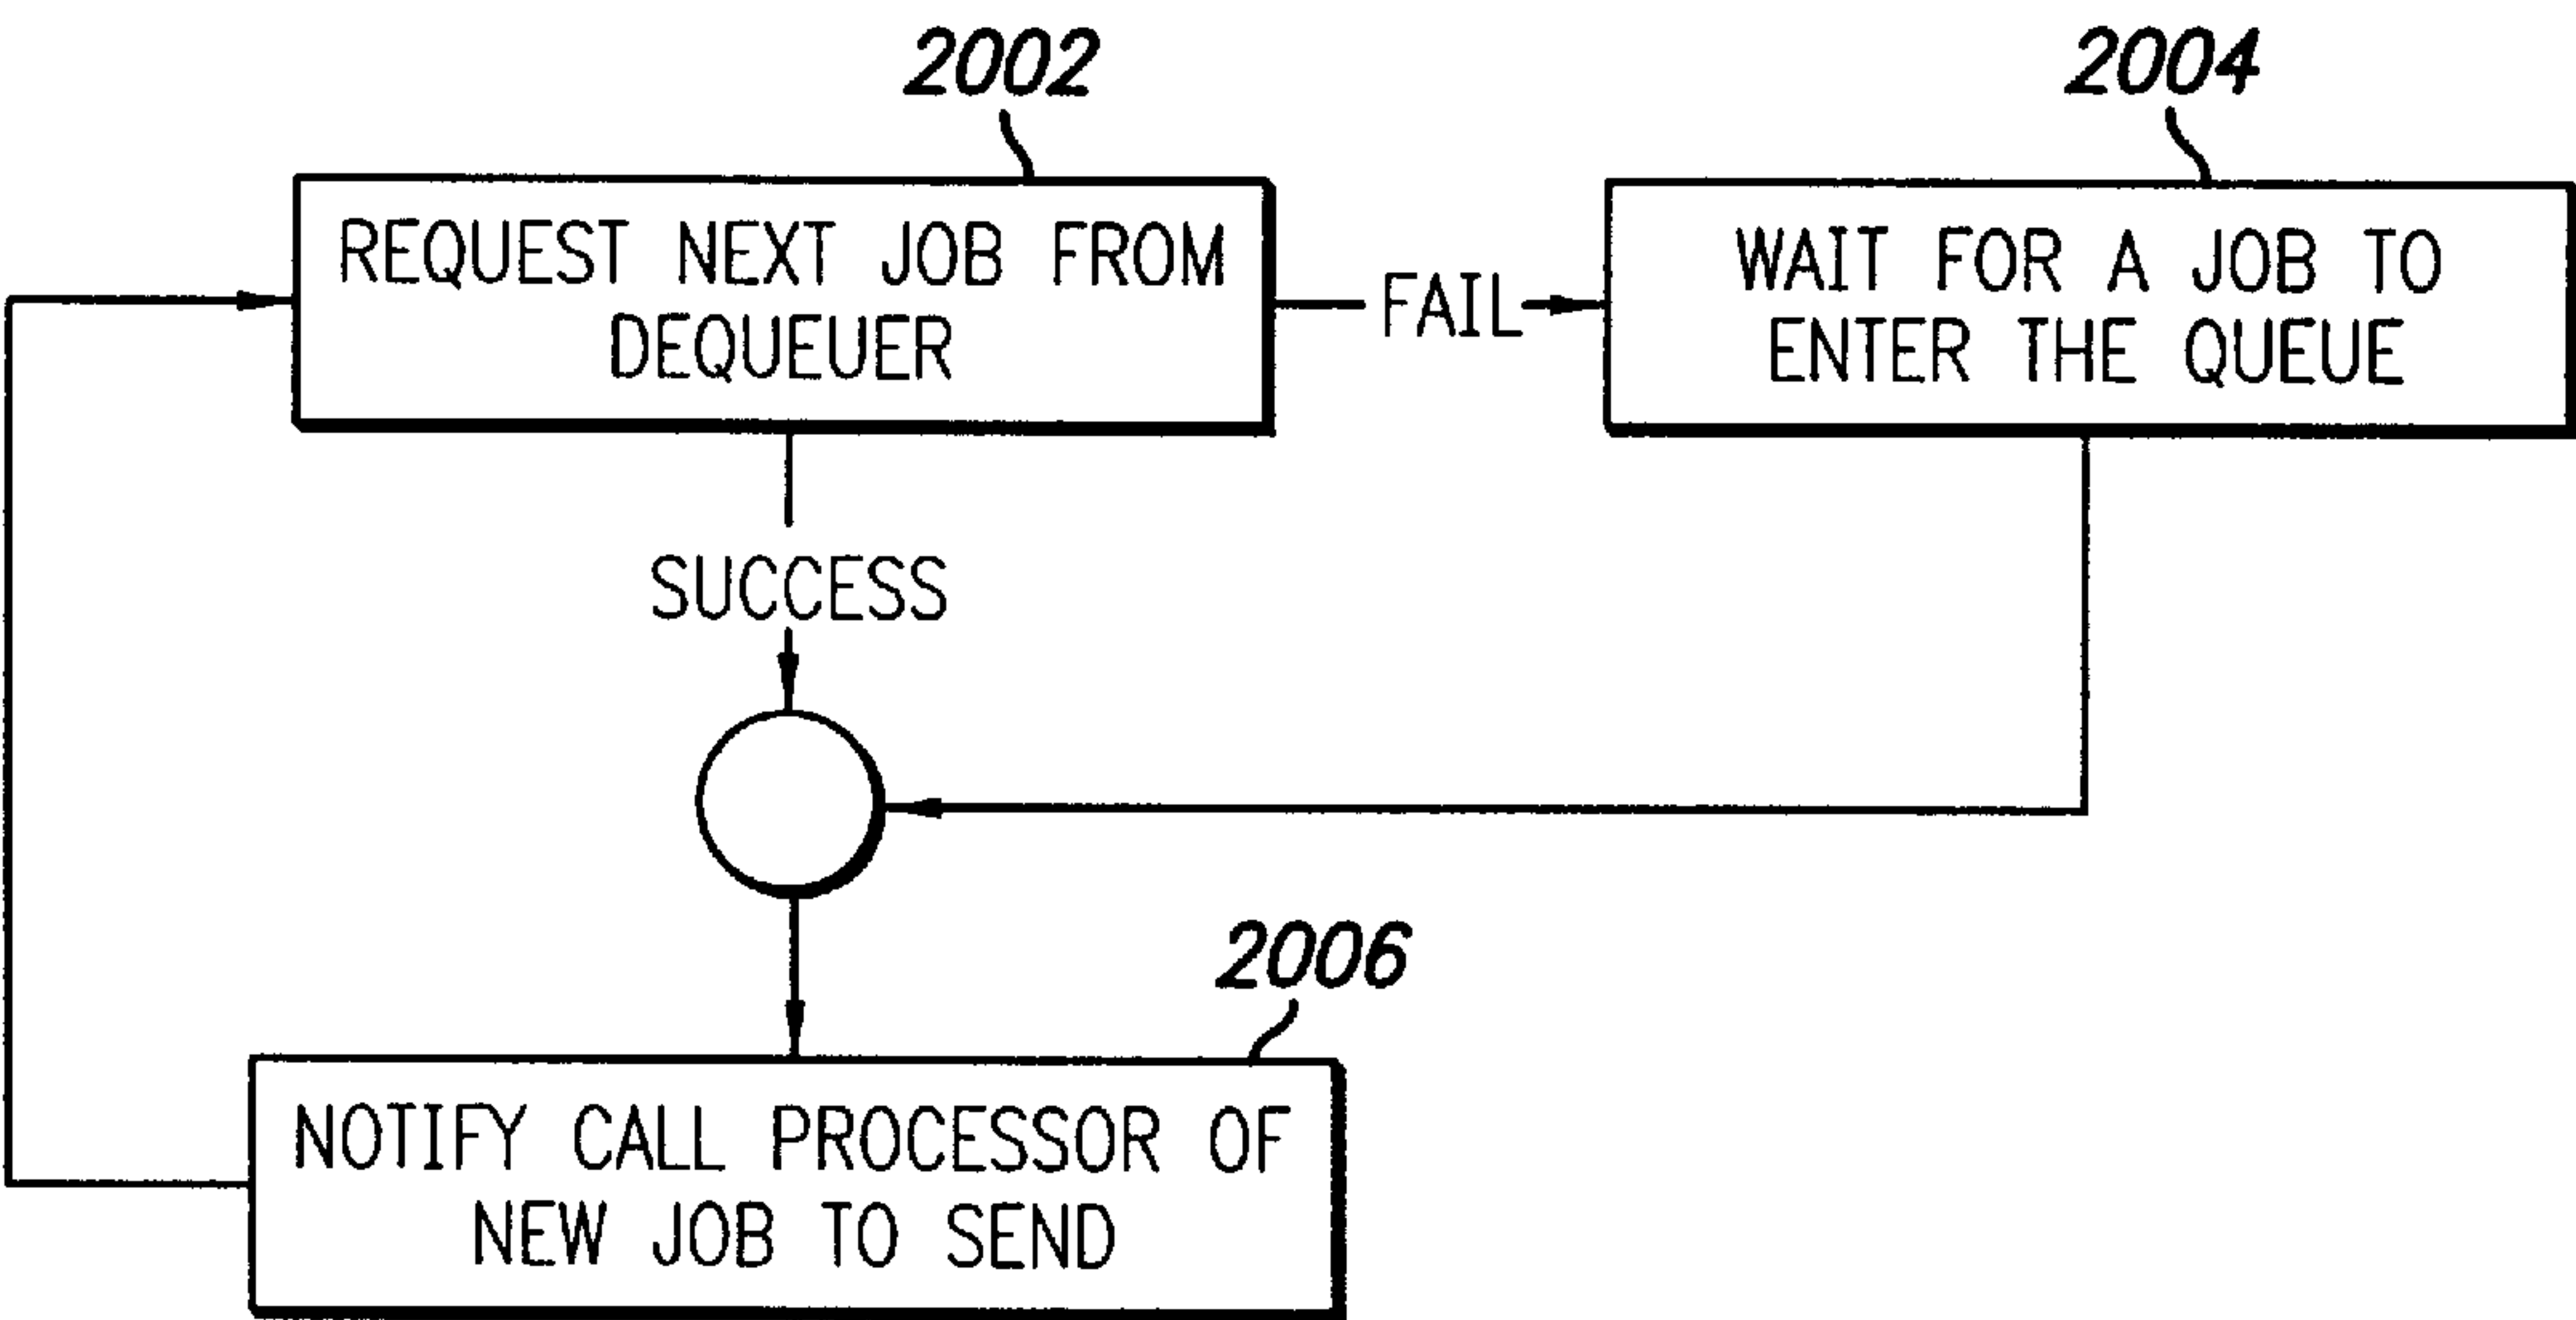 2002
2004
REQUEST NEXT JOB FROM
DEQUEUER
FAIL
WAIT FOR A JOB TO
ENTER THE QUEUE
SUCCESS
2006
NOTIFY CALL PROCESSOR OF
NEW JOB TO SEND